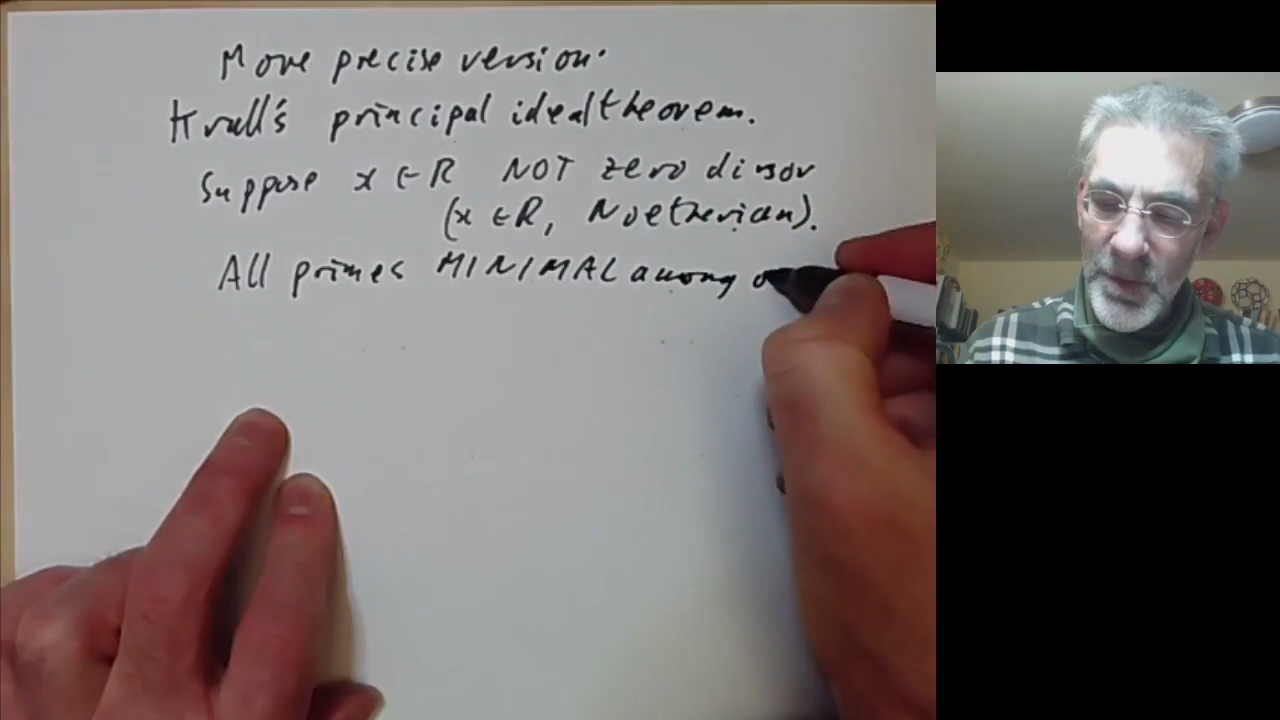 More precise version.
Krull's principal ideal theorem.
Suppose x ∈ R NOT zero divisor
(x ∈ R, Noetherian).
All primes MINIMAL among